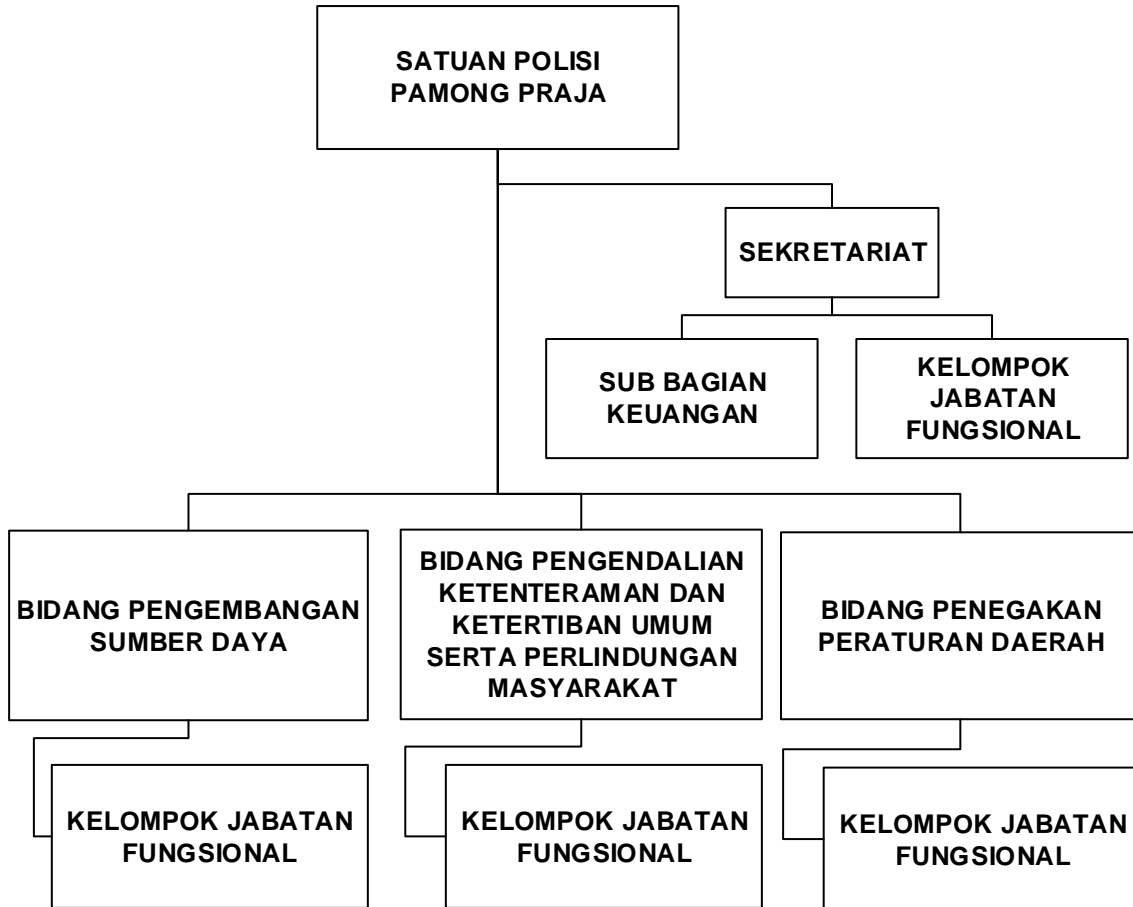 SATUAN POLISI
PAMONG PRAJA
SEKRETARIAT
SUB BAGIAN
KEUANGAN
KELOMPOK
JABATAN
FUNGSIONAL
BIDANG PENGEMBANGAN
SUMBER DAYA
BIDANG PENGENDALIAN
KETENTERAMAN DAN
KETERTIBAN UMUM
SERTA PERLINDUNGAN
MASYARAKAT
BIDANG PENEGAKAN
PERATURAN DAERAH
KELOMPOK JABATAN
FUNGSIONAL
KELOMPOK JABATAN
FUNGSIONAL
KELOMPOK JABATAN
FUNGSIONAL